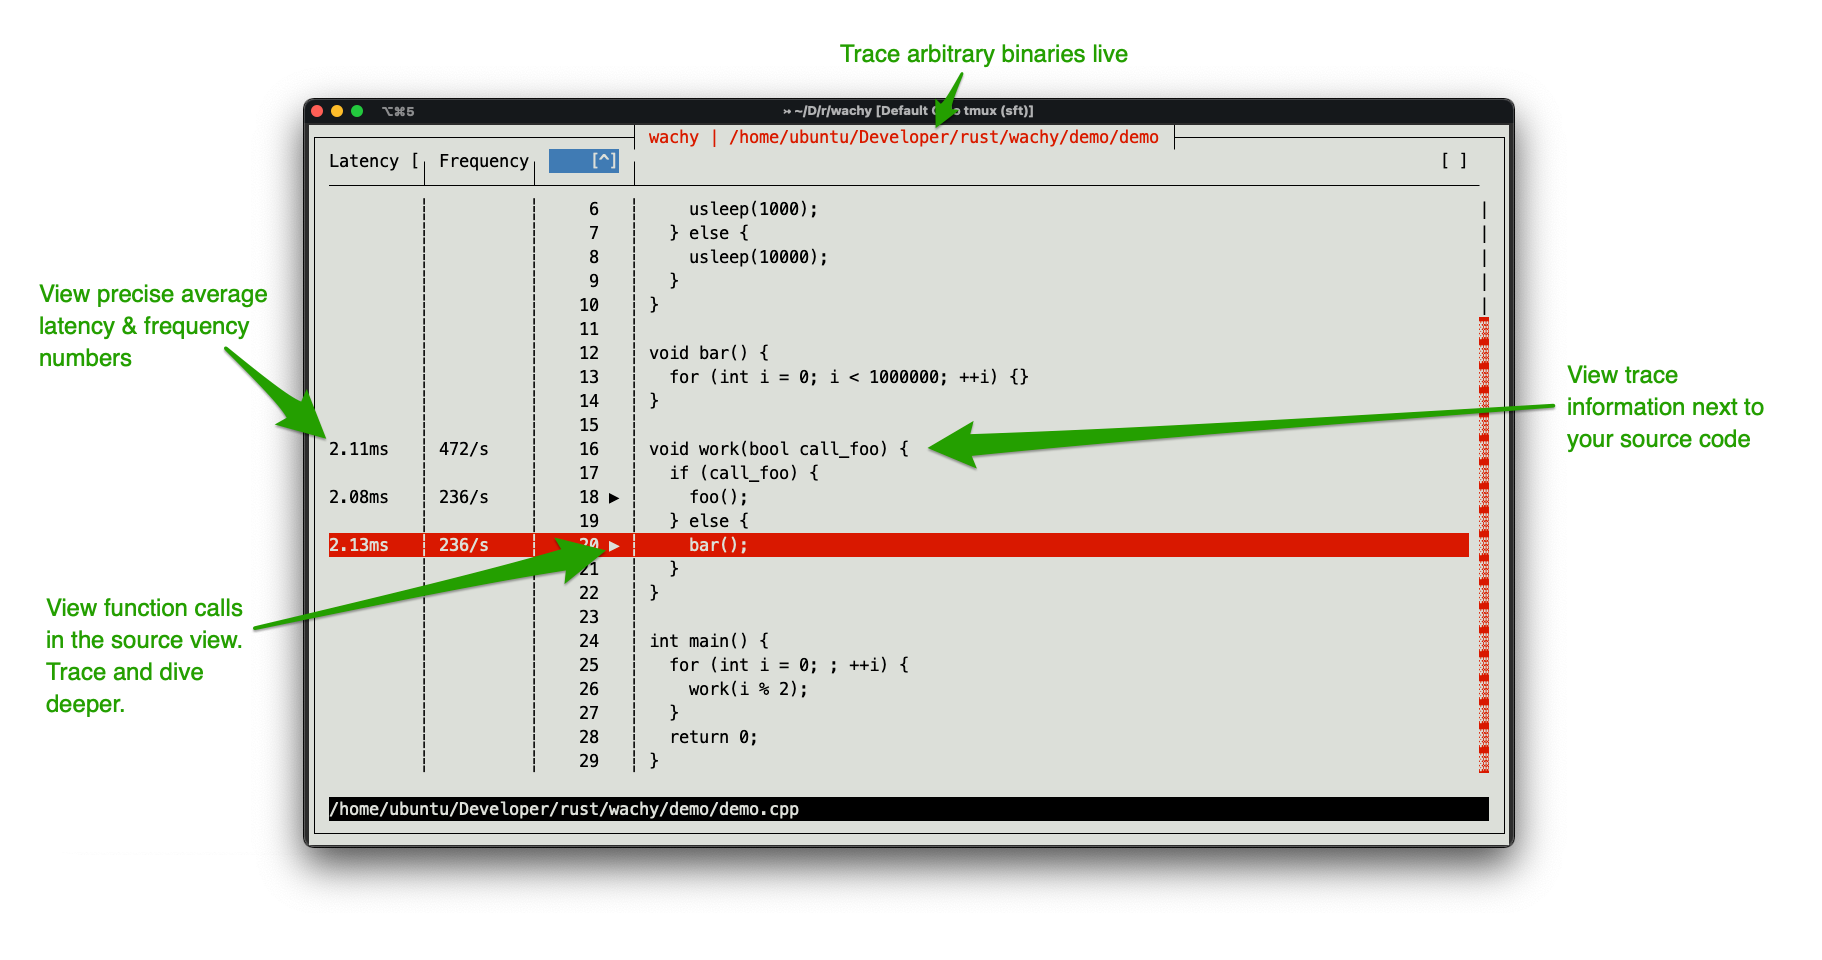 Trace arbitrary binaries live
⌥⌘5
~/D/r/wachy [Default tmux (sft)]
wachy | /home/ubuntu/Developer/rust/wachy/demo/demo
Latency [ Frequency [^] [ ]
6 usleep(1000);
7 } else {
8 usleep(10000);
9 }
10 }
11
12 void bar() {
13 for (int i = 0; i < 1000000; ++i) {}
14 }
15
2.11ms 472/s 16 void work(bool call_foo) {
17 if (call_foo) {
2.08ms 236/s 18 ▶ foo();
19 } else {
2.13ms 236/s 20 ▶ bar();
21 }
22 }
23
24 int main() {
25 for (int i = 0; ; ++i) {
26 work(i % 2);
27 }
28 return 0;
29 }
/home/ubuntu/Developer/rust/wachy/demo/demo.cpp
View precise average
latency & frequency
numbers
View trace
information next to
your source code
View function calls
in the source view.
Trace and dive
deeper.